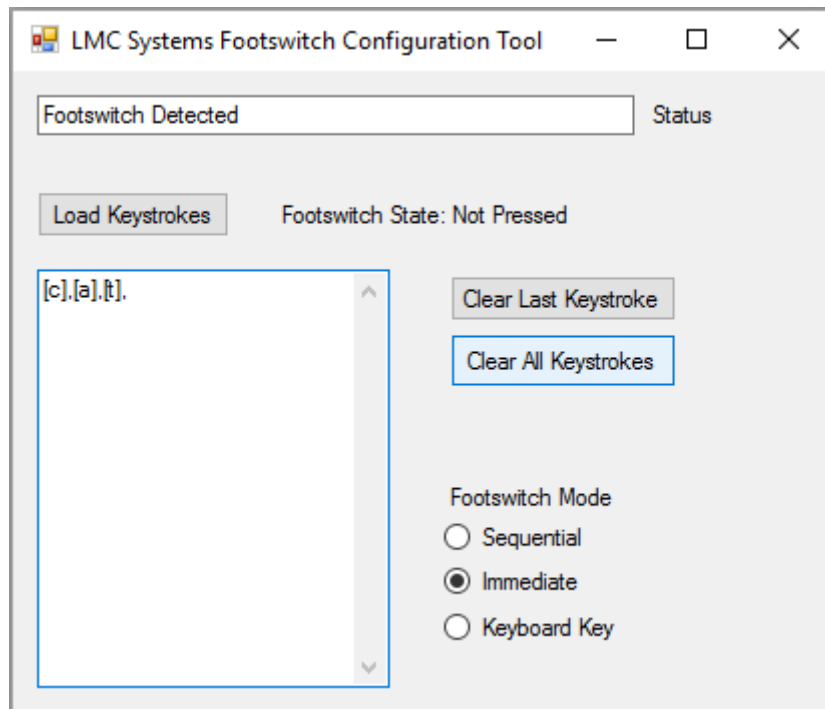 LMC Systems Footswitch Configuration Tool
Footswitch Detected
Status
Load Keystrokes
Footswitch State: Not Pressed
[c],[a],[t],
Clear Last Keystroke
Clear All Keystrokes
Footswitch Mode
Sequential
Immediate
Keyboard Key